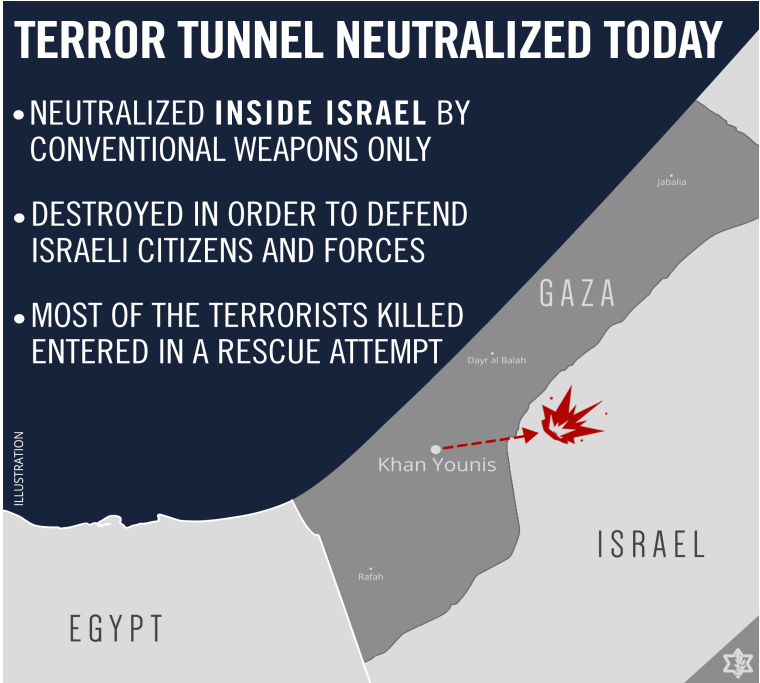 TERROR TUNNEL NEUTRALIZED TODAY
• NEUTRALIZED INSIDE ISRAEL BY
CONVENTIONAL WEAPONS ONLY
• DESTROYED IN ORDER TO DEFEND
ISRAELI CITIZENS AND FORCES
• MOST OF THE TERRORISTS KILLED
ENTERED IN A RESCUE ATTEMPT
Jabalia
GAZA
Dayr al Balah
Khan Younis
ILLUSTRATION
ISRAEL
Rafah
EGYPT